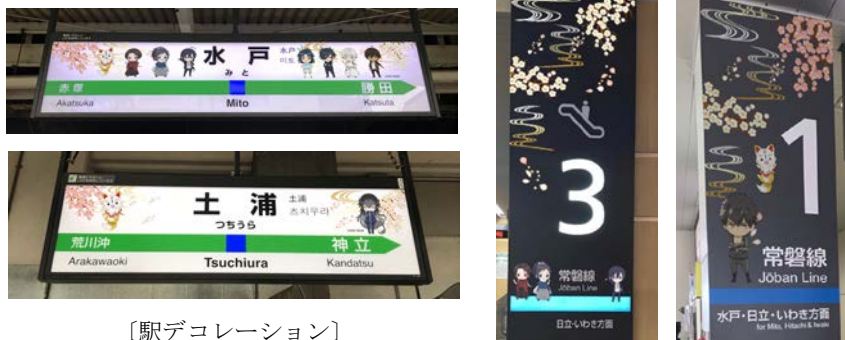 水戸
みと
水戸
미토
赤塚
勝田
Akatsuka
Mito
Katsuta
土浦
つちうら
土浦
츠치우라
荒川沖
神立
Arakawaoki
Tsuchiura
Kandatsu
〔駅デコレーション〕
3
常磐線
Jōban Line
日立・いわき方面
1
常磐線
Jōban Line
水戸・日立・いわき方面
for Mito, Hitachi & Iwaki